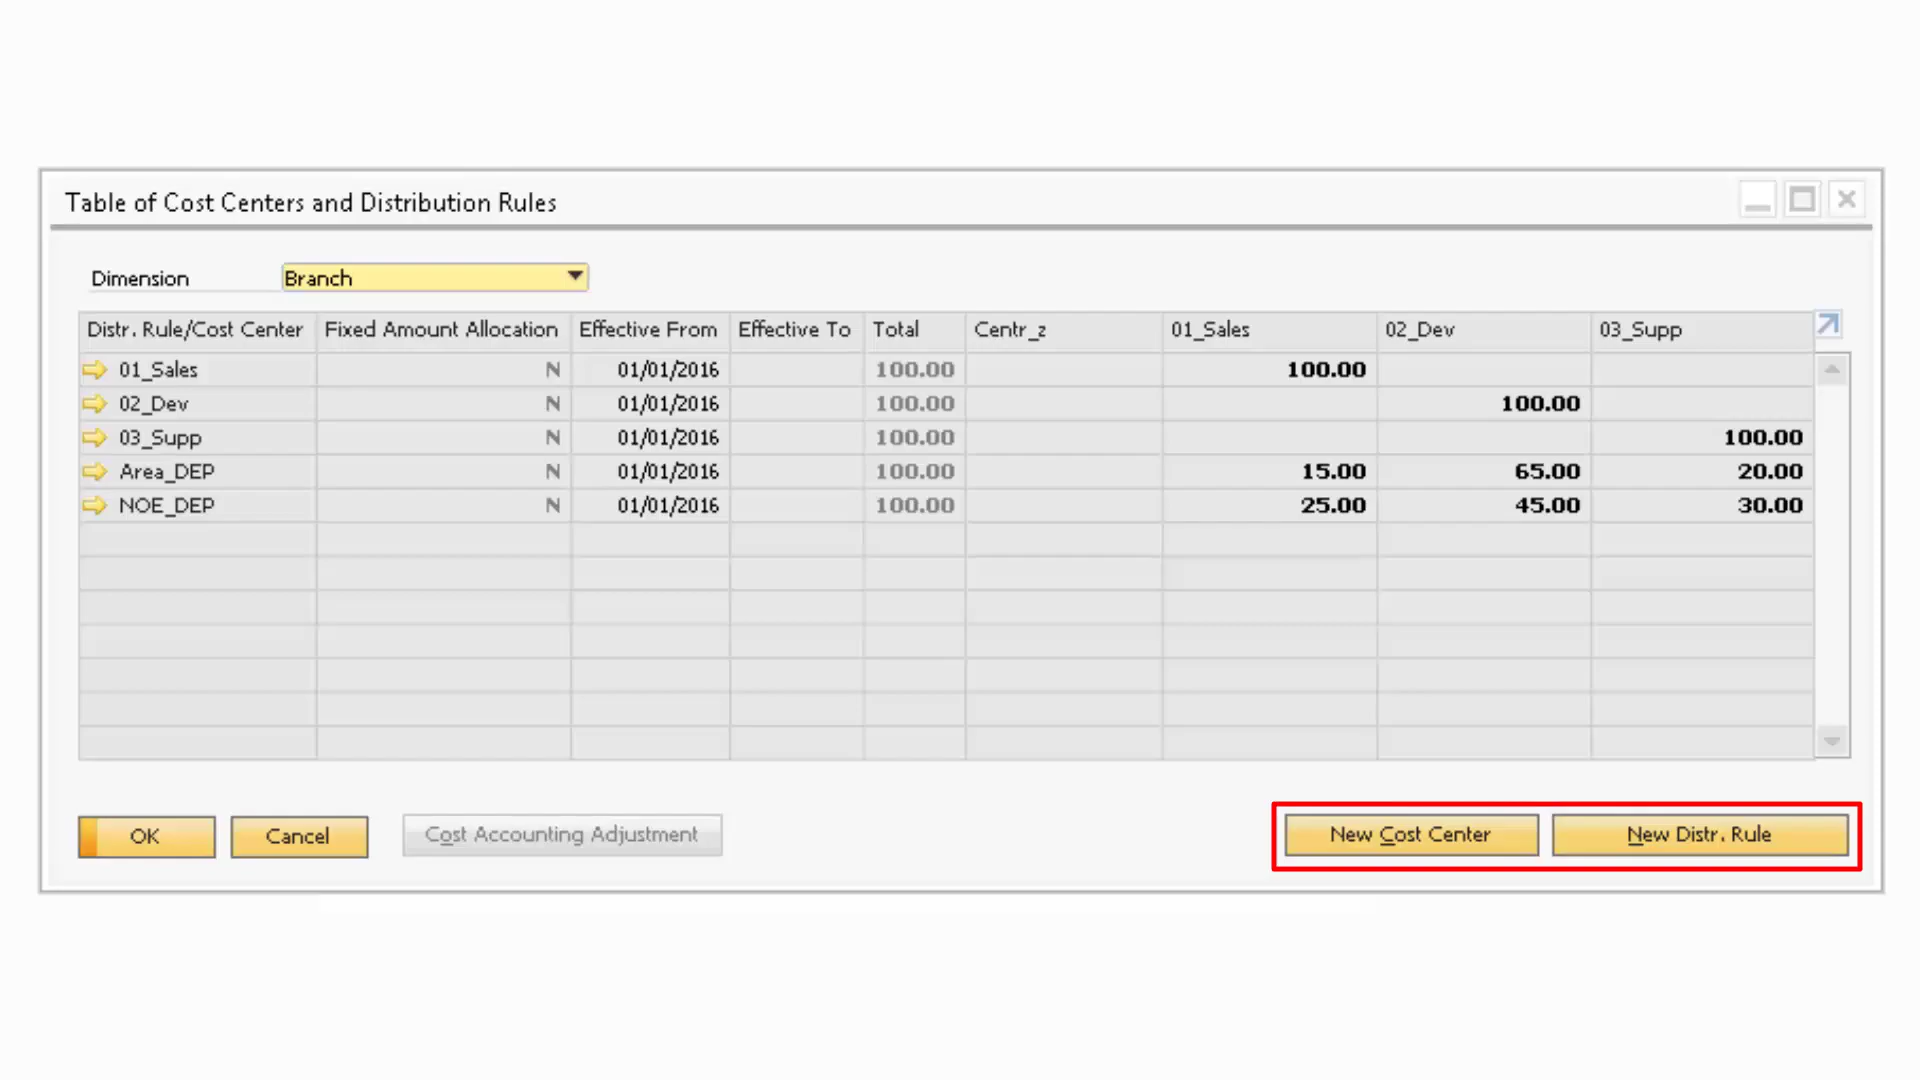 Table of Cost Centers and Distribution Rules
Dimension Branch
Distr. Rule/Cost Center Fixed Amount Allocation Effective From Effective To Total Centr_z 01_Sales 02_Dev 03_Supp
01_Sales N 01/01/2016 100.00 100.00
02_Dev N 01/01/2016 100.00 100.00
03_Supp N 01/01/2016 100.00 100.00
Area_DEP N 01/01/2016 100.00 15.00 65.00 20.00
NOE_DEP N 01/01/2016 100.00 25.00 45.00 30.00
OK Cancel Cost Accounting Adjustment New Cost Center New Distr. Rule